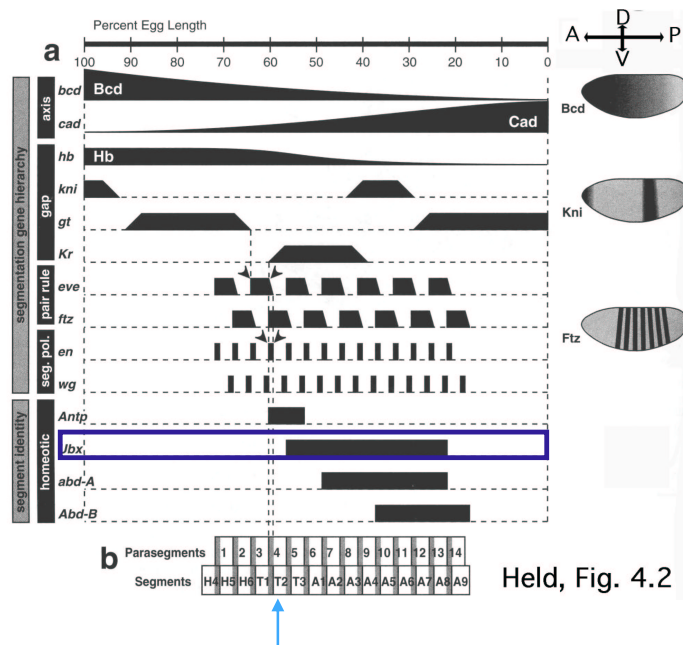 Percent Egg Length
a
100 90 80 70 60 50 40 30 20 10 0
A D P
V
segmentation gene hierarchy
axis
bcd Bcd
cad Cad
Bcd
gap
hb Hb
kni
Kni
gt
Kr
pair rule
eve
ftz
Ftz
seg. pol.
en
wg
segment identity
homeotic
Antp
Ubx
abd-A
Abd-B
b Parasegments 1 2 3 4 5 6 7 8 9 10 11 12 13 14
Segments H4 H5 H6 T1 T2 T3 A1 A2 A3 A4 A5 A6 A7 A8 A9
Held, Fig. 4.2